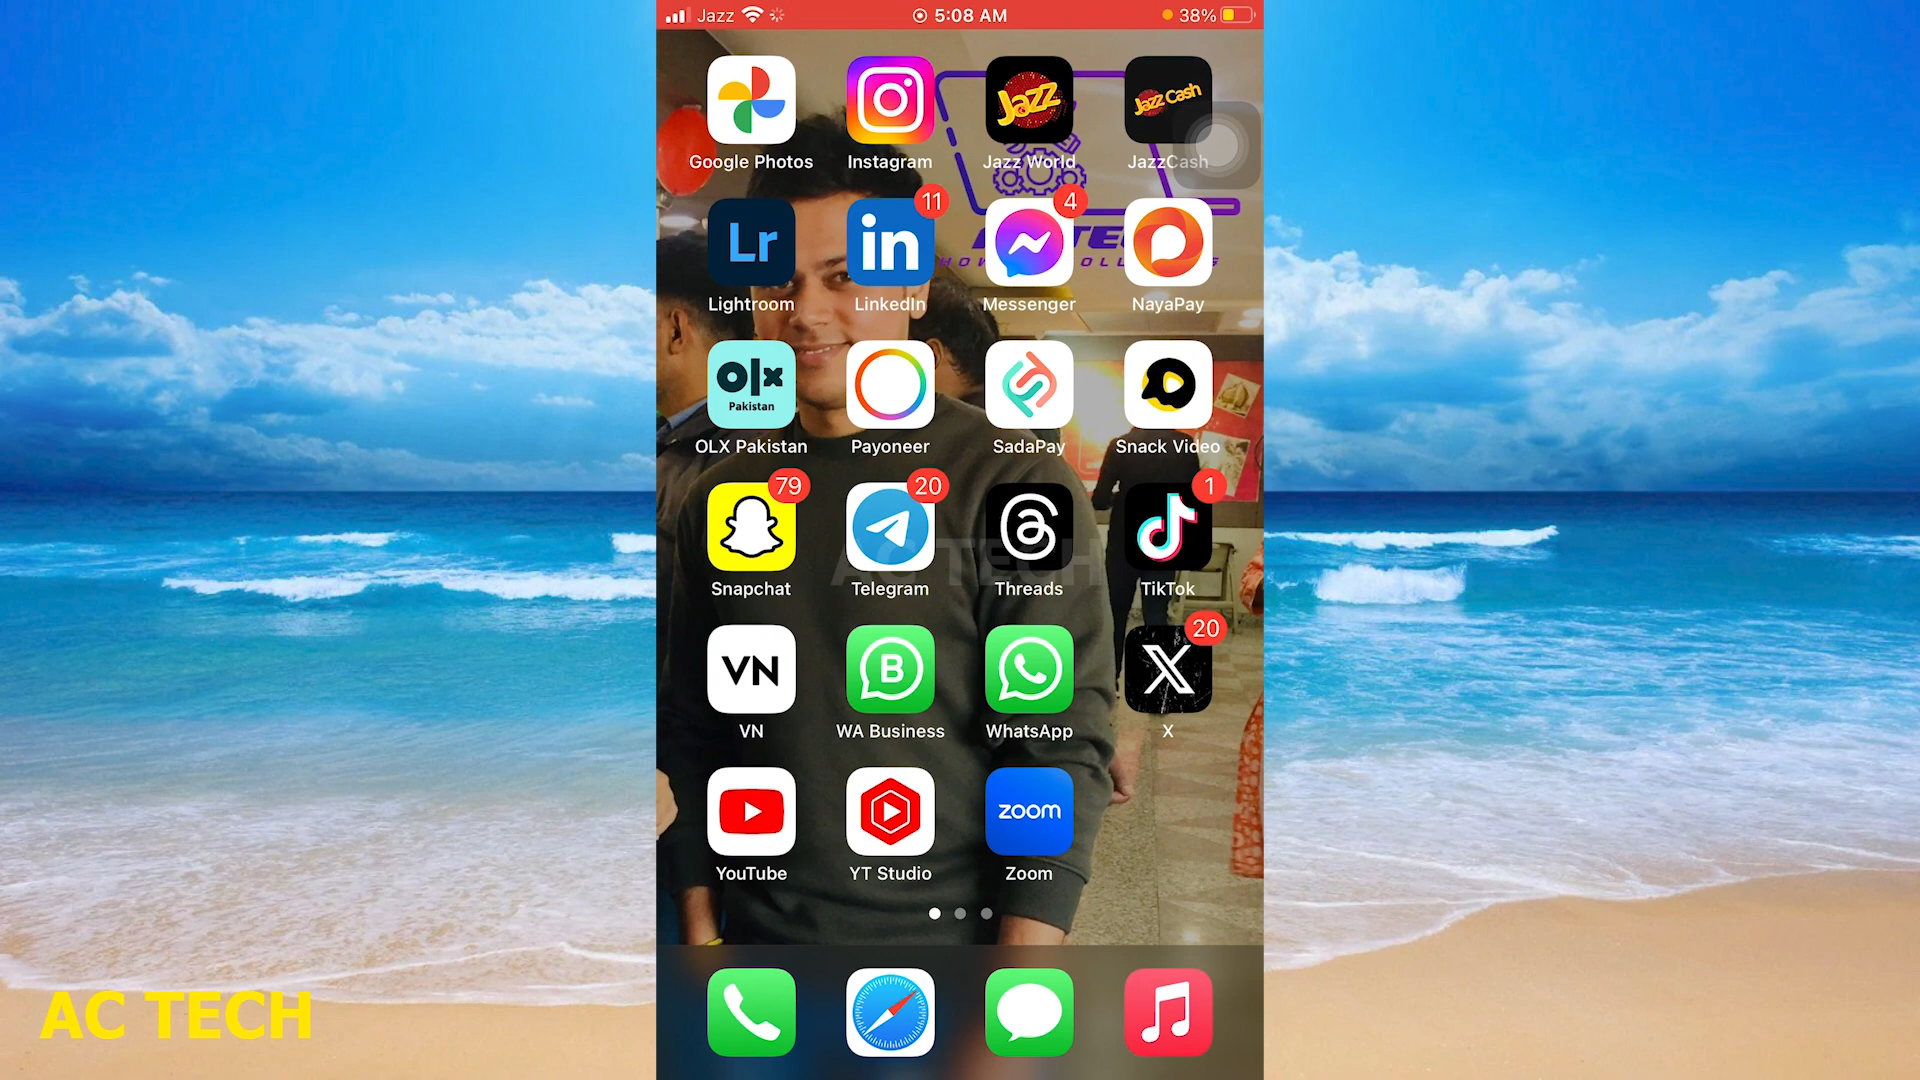 Jazz 5:08 AM 38%
Jazz Jazz Cash
Google Photos Instagram Jazz World JazzCash
11 4
Lr in
Lightroom LinkedIn Messenger NayaPay
olx
Pakistan
OLX Pakistan Payoneer SadaPay Snack Video
79 20 1
AC TECH
Snapchat Telegram Threads TikTok
20
VN B X
VN WA Business WhatsApp X
zoom
YouTube YT Studio Zoom
AC TECH